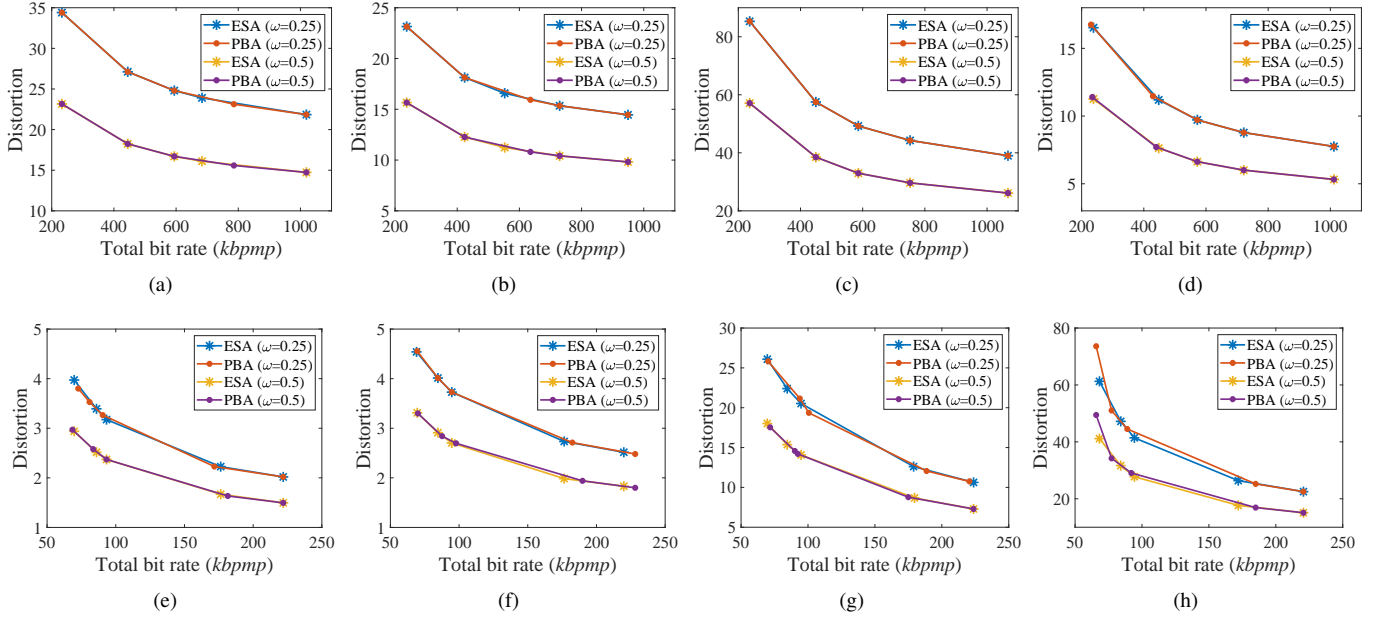 35
30
25
20
15
10
Distortion
ESA (ω=0.25)
PBA (ω=0.25)
ESA (ω=0.5)
PBA (ω=0.5)
200 400 600 800 1000
Total bit rate (kbpmp)
(a)
25
20
15
10
5
Distortion
ESA (ω=0.25)
PBA (ω=0.25)
ESA (ω=0.5)
PBA (ω=0.5)
200 400 600 800 1000
Total bit rate (kbpmp)
(b)
80
60
40
20
Distortion
ESA (ω=0.25)
PBA (ω=0.25)
ESA (ω=0.5)
PBA (ω=0.5)
200 400 600 800 1000
Total bit rate (kbpmp)
(c)
15
10
5
Distortion
ESA (ω=0.25)
PBA (ω=0.25)
ESA (ω=0.5)
PBA (ω=0.5)
200 400 600 800 1000
Total bit rate (kbpmp)
(d)
5
4
3
2
1
Distortion
ESA (ω=0.25)
PBA (ω=0.25)
ESA (ω=0.5)
PBA (ω=0.5)
50 100 150 200 250
Total bit rate (kbpmp)
(e)
5
4
3
2
1
Distortion
ESA (ω=0.25)
PBA (ω=0.25)
ESA (ω=0.5)
PBA (ω=0.5)
50 100 150 200 250
Total bit rate (kbpmp)
(f)
30
25
20
15
10
5
Distortion
ESA (ω=0.25)
PBA (ω=0.25)
ESA (ω=0.5)
PBA (ω=0.5)
50 100 150 200 250
Total bit rate (kbpmp)
(g)
80
60
40
20
Distortion
ESA (ω=0.25)
PBA (ω=0.25)
ESA (ω=0.5)
PBA (ω=0.5)
50 100 150 200 250
Total bit rate (kbpmp)
(h)